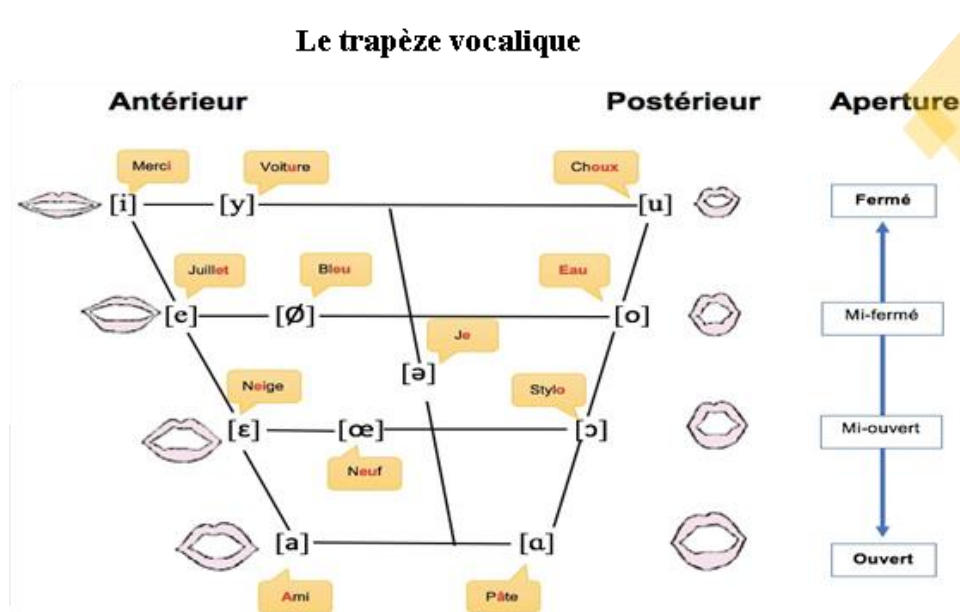 Le trapèze vocalique
Antérieur Postérieur Aperture
Merci Voiture Choux
[i] [y] [u] Fermé
Juillet Bleu Eau
[e] [Ø] [o] Mi-fermé
Je
[ə]
Neige Stylo
[ɛ] [œ] [ɔ] Mi-ouvert
Neuf
[a] [ɑ] Ouvert
Ami Pâte